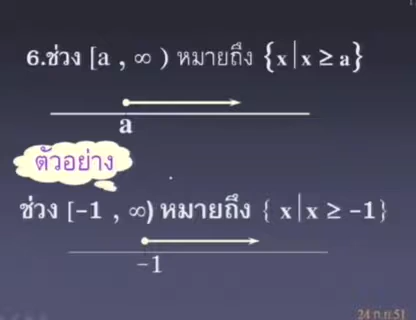 6.ช่วง [a , ∞ ) หมายถึง {x|x ≥ a}
a
ตัวอย่าง
ช่วง [-1 , ∞) หมายถึง { x|x ≥ -1}
-1
24 ก.ย.51